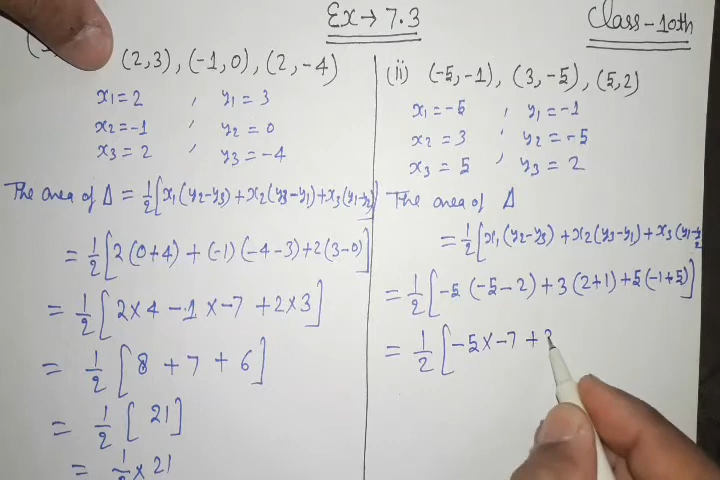 Ex → 7.3
Class - 10th
(2,3), (-1,0), (2,-4)
x1 = 2 , y1 = 3
x2 = -1 , y2 = 0
x3 = 2 , y3 = -4
The area of Δ = 1/2 [x1(y2-y3)+x2(y3-y1)+x3(y1-y2)]
= 1/2 [2(0+4) + (-1)(-4-3)+2(3-0)]
= 1/2 [2×4 -1×-7 +2×3]
= 1/2 [8 + 7 + 6]
= 1/2 [21]
= 1/2 × 21
(ii) (-5,-1), (3,-5), (5,2)
x1 = -5 , y1 = -1
x2 = 3 , y2 = -5
x3 = 5 , y3 = 2
The area of Δ
= 1/2 [x1(y2-y3) + x2(y3-y1) + x3(y1-y2
= 1/2 [-5(-5-2) + 3(2+1) + 5(-1+5)]
= 1/2 [-5×-7 + 3